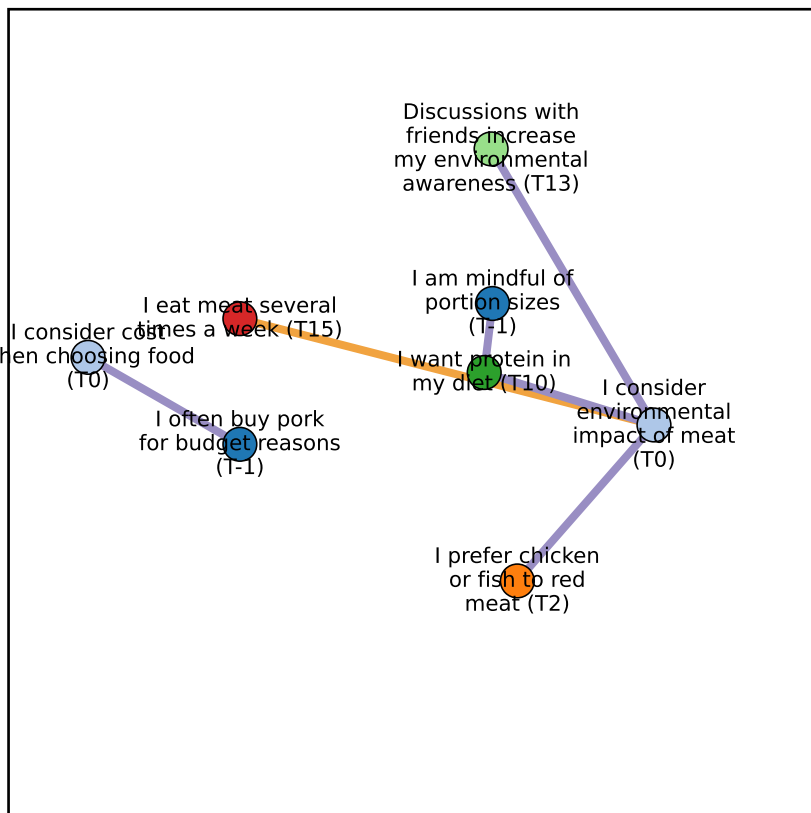 Discussions with
friends increase
my environmental
awareness (T13)
I am mindful of
portion sizes
(T-1)
I eat meat several
times a week (T15)
I consider cost
hen choosing food
(T0)
I want protein in
my diet (T10)
I consider
environmental
impact of meat
(T0)
I often buy pork
for budget reasons
(T-1)
I prefer chicken
or fish to red
meat (T2)